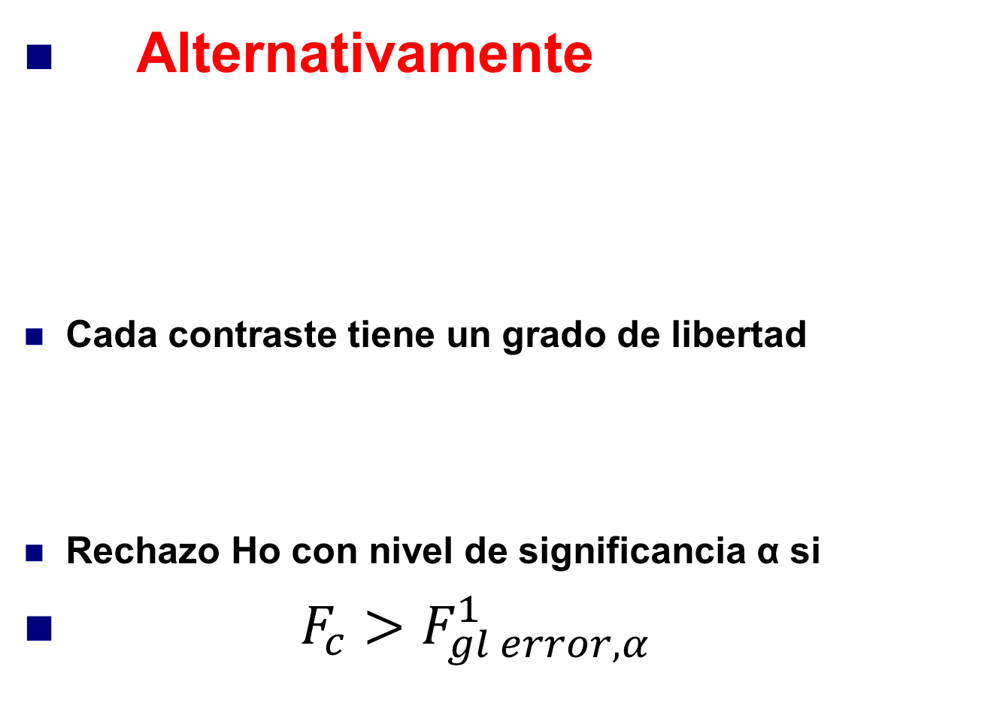 Alternativamente
Cada contraste tiene un grado de libertad
Rechazo Ho con nivel de significancia α si
$F_c > F^1_{gl\ error,\alpha}$